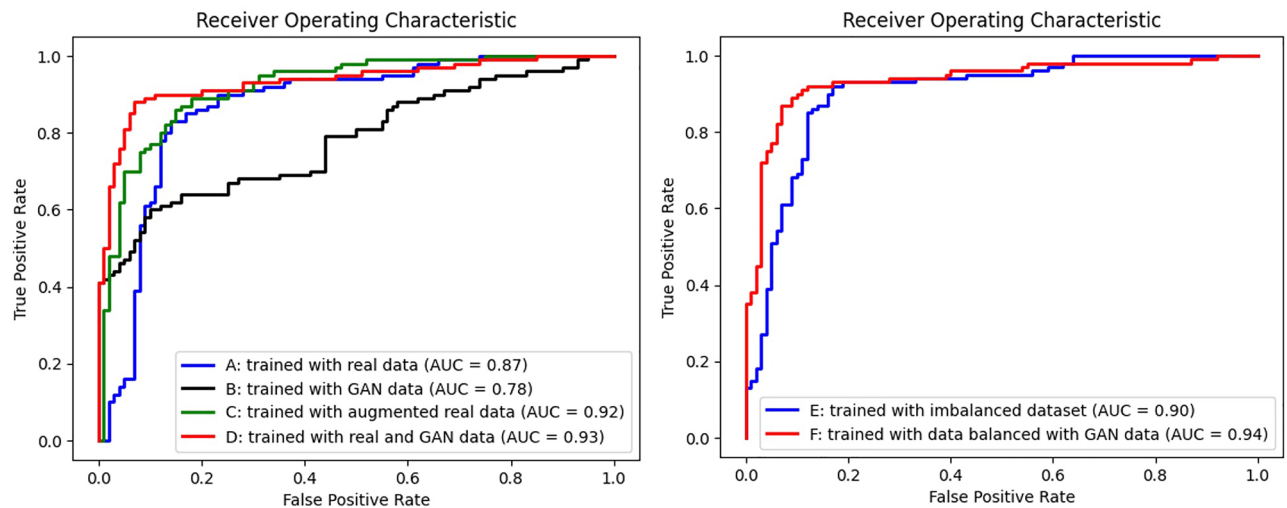 Receiver Operating Characteristic
1.0
0.8
0.6
0.4
0.2
0.0
True Positive Rate
A: trained with real data (AUC = 0.87)
B: trained with GAN data (AUC = 0.78)
C: trained with augmented real data (AUC = 0.92)
D: trained with real and GAN data (AUC = 0.93)
0.0 0.2 0.4 0.6 0.8 1.0
False Positive Rate
Receiver Operating Characteristic
1.0
0.8
0.6
0.4
0.2
0.0
True Positive Rate
E: trained with imbalanced dataset (AUC = 0.90)
F: trained with data balanced with GAN data (AUC = 0.94)
0.0 0.2 0.4 0.6 0.8 1.0
False Positive Rate